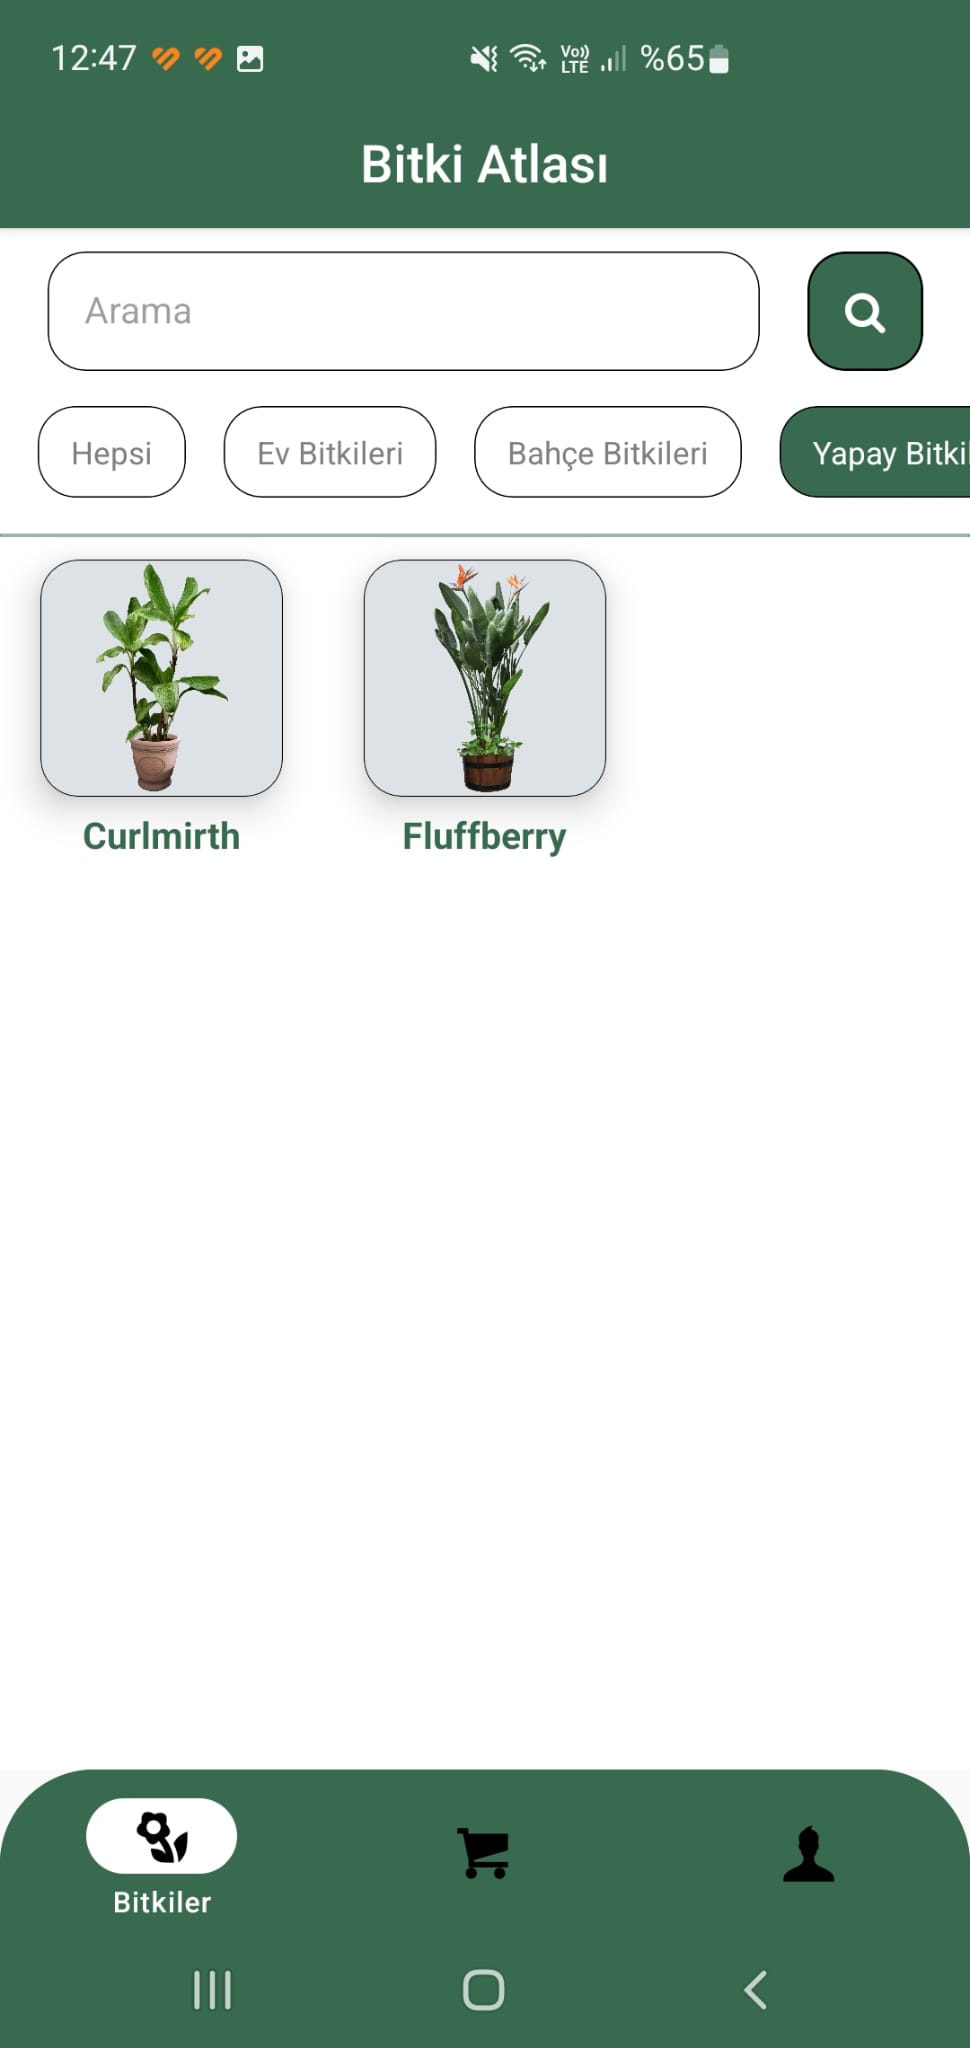 12:47 Vo)) LTE %65
Bitki Atlası
Arama
Hepsi Ev Bitkileri Bahçe Bitkileri Yapay Bitki
Curlmirth Fluffberry
Bitkiler